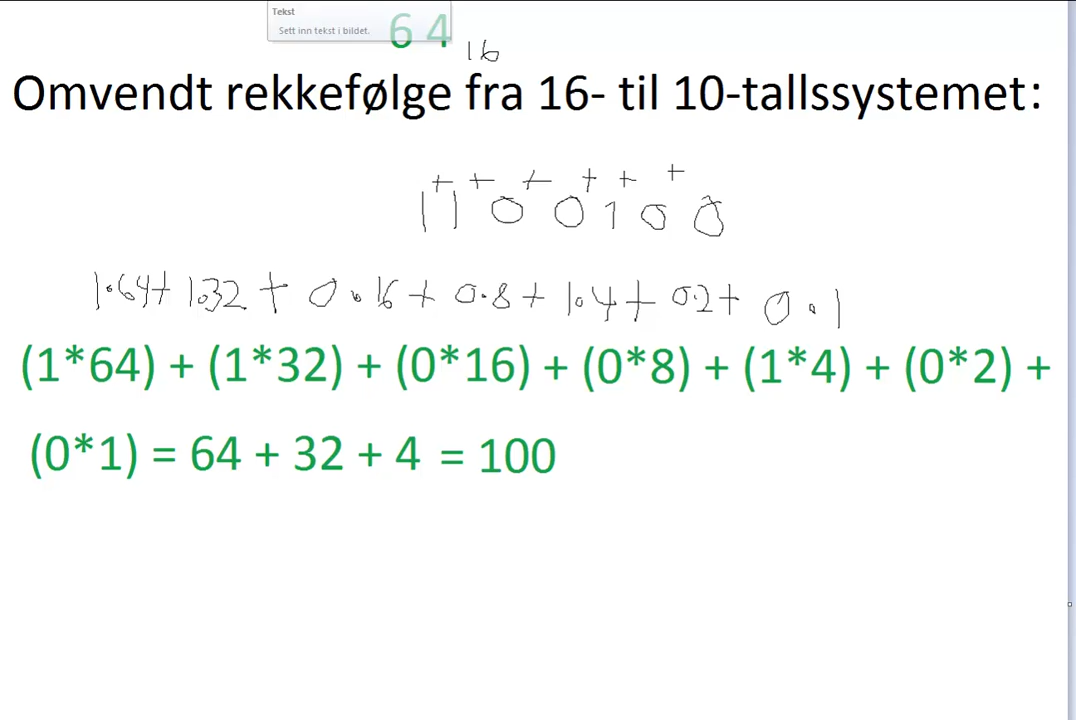 Tekst
Sett inn tekst i bildet.
6 4 16
Omvendt rekkefølge fra 16- til 10-tallssystemet:
+ + + + + +
1 1 0 0 1 0 0
1·64+ 1·32 + 0·16 + 0·8 + 1·4 + 0·2 + 0·1
(1*64) + (1*32) + (0*16) + (0*8) + (1*4) + (0*2) +
(0*1) = 64 + 32 + 4 = 100